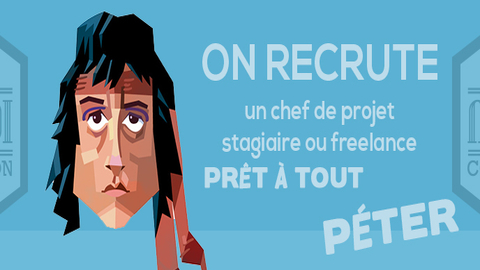 ON RECRUTE
un chef de projet
stagiaire ou freelance
PRÊT À TOUT
PÉTER